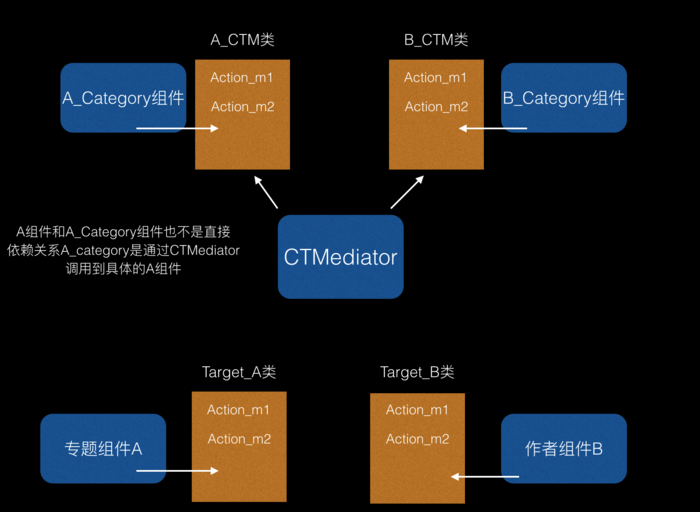 A_CTM类
B_CTM类
A_Category组件
Action_m1
Action_m2
Action_m1
Action_m2
B_Category组件
A组件和A_Category组件也不是直接
依赖关系A_category是通过CTMediator
调用到具体的A组件
CTMediator
Target_A类
Target_B类
专题组件A
Action_m1
Action_m2
Action_m1
Action_m2
作者组件B